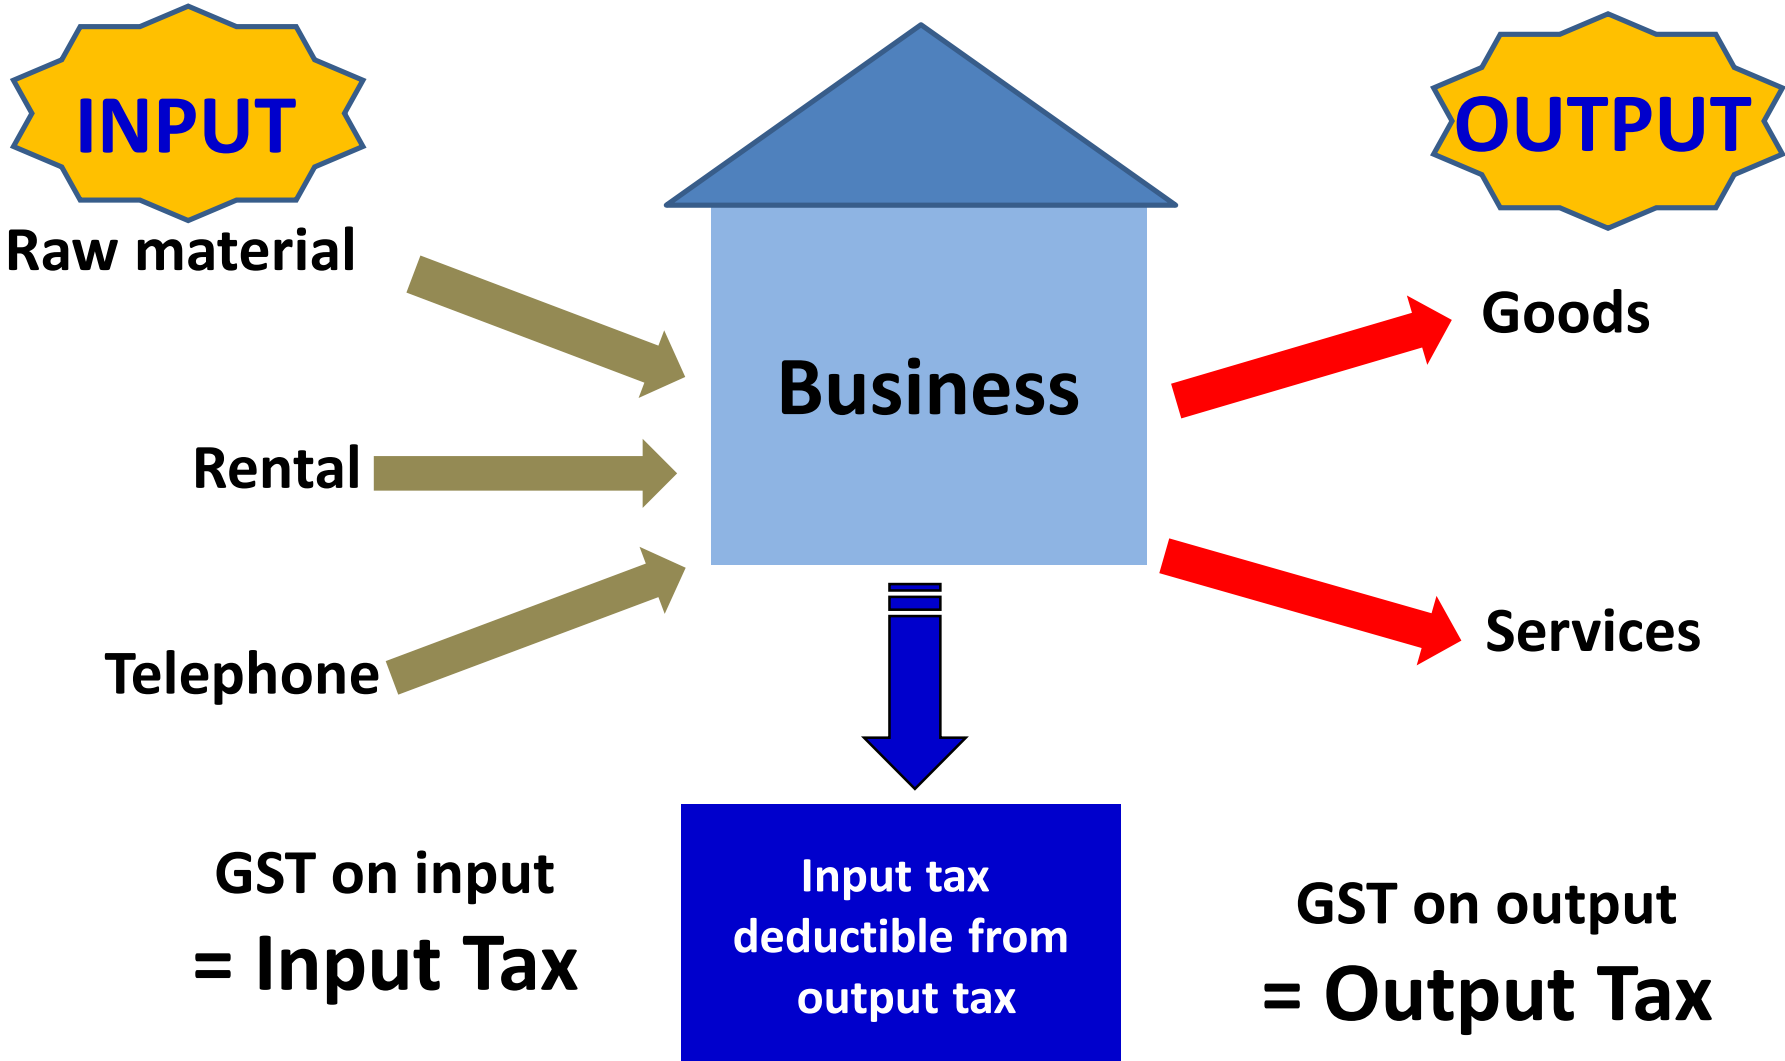 INPUT
OUTPUT
Raw material
Goods
Business
Rental
Services
Telephone
GST on input
= Input Tax
Input tax
deductible from
output tax
GST on output
= Output Tax